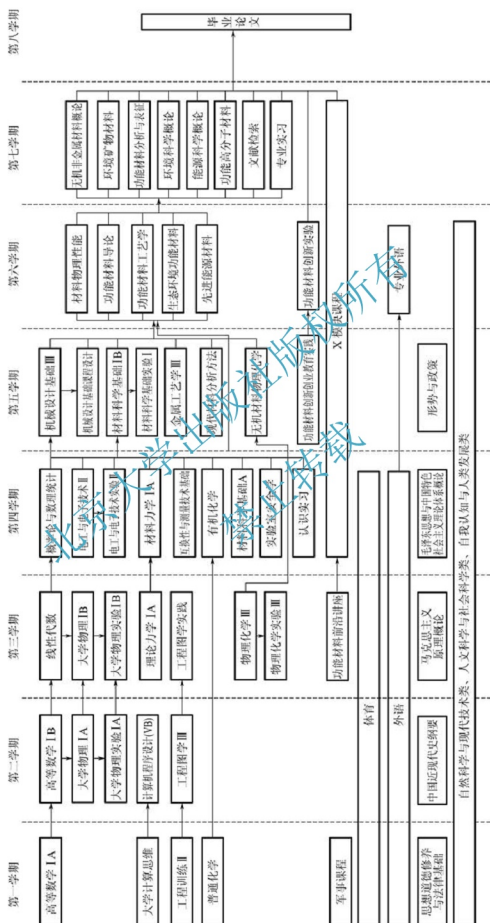 第一学期
高等数学ⅠA
大学计算思维
工程训练Ⅱ
普通化学
军事课程
思想道德修养
与法律基础
第二学期
高等数学ⅠB
大学物理ⅠA
大学物理实验ⅠA
计算机程序设计(VB)
工程图学Ⅲ
中国近现代史纲要
第三学期
线性代数
大学物理ⅠB
大学物理实验ⅠB
理论力学ⅠA
工程图学实践
物理化学Ⅲ
物理化学实验Ⅲ
功能材料前沿讲座
体育
外语
马克思主义
原理概论
第四学期
概率论与数理统计
电工与电子技术Ⅱ
电工与电子技术实验Ⅱ
材料力学ⅠA
互换性与测量技术基础
有机化学
实验室安全学
认识实习
毛泽东思想与中国特色
社会主义理论体系概论
第五学期
机械设计基础Ⅲ
机械设计基础课程设计
材料科学基础ⅠB
材料科学基础实验Ⅰ
金属工艺学Ⅲ
现代材料分析方法
无机材料物理化学
功能材料创新创业教育实践
形势与政策
第六学期
材料物理性能
功能材料导论
功能材料工艺学
生态环境功能材料
先进能源材料
功能材料创新实验
X模块课程
专业外语
自然科学与现代技术类、人文科学与社会科学类、自我认知与人类发展类
第七学期
无机非金属材料概论
环境矿物材料
功能材料分析与表征
环境科学概论
能源科学概论
功能高分子材料
文献检索
专业实习
第八学期
毕业论文
北京大学出版社版权所有
禁止转载